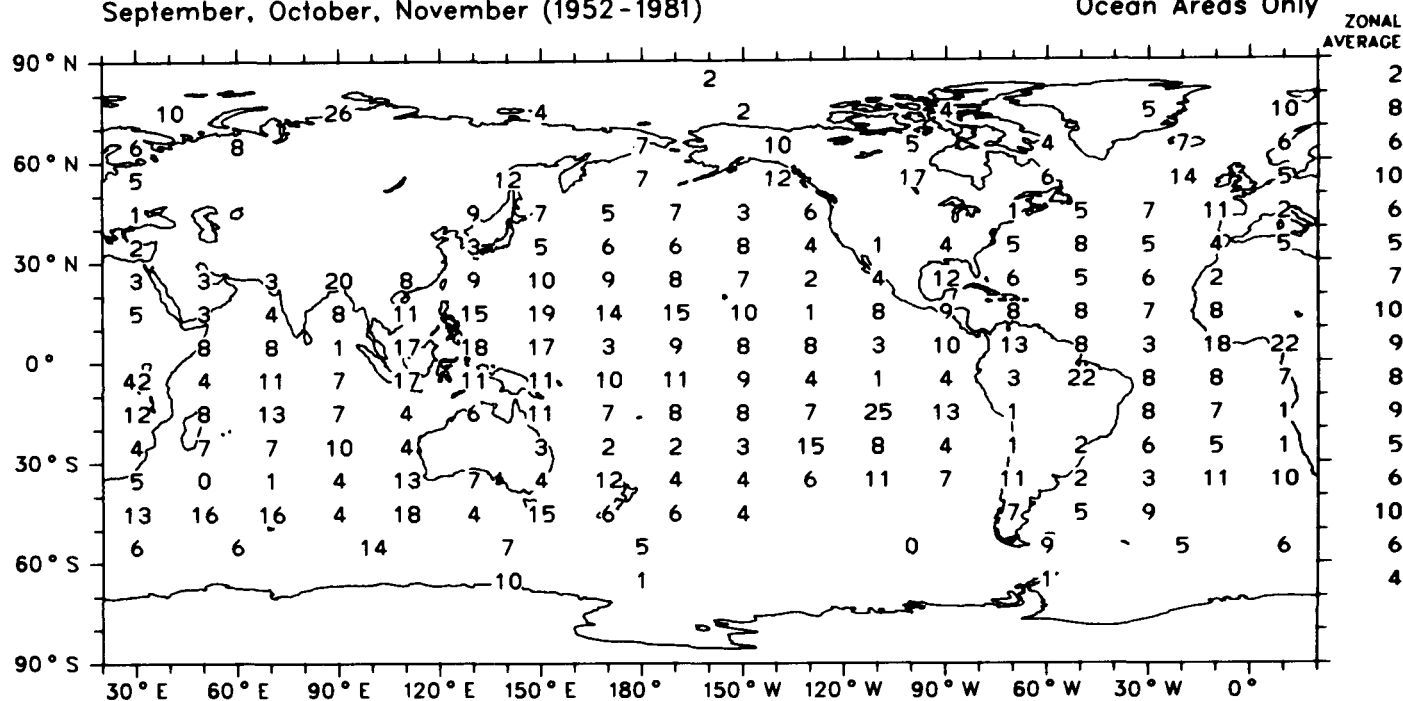 September, October, November (1952-1981) Ocean Areas Only
ZONAL
AVERAGE
90° N
2 2
10 26 4 2 4 5 10 8
6 8 7 10 5 4 7 6 6
60° N
5 12 7 12 17 6 14 5 10
1 9 7 5 7 3 6 1 5 7 11 2 6
2 3 5 6 6 8 4 1 4 5 8 5 4 5 5
30° N
3 3 3 20 8 9 10 9 8 7 2 4 12 6 5 6 2 7
5 3 4 8 11 15 19 14 15 10 1 8 9 8 8 7 8 10
8 8 1 17 18 17 3 9 8 8 3 10 13 8 3 18 22 9
0°
42 4 11 7 17 11 11 10 11 9 4 1 4 3 22 8 8 7 8
12 8 13 7 4 6 11 7 8 8 7 25 13 1 8 7 1 9
4 7 7 10 4 3 2 2 3 15 8 4 1 2 6 5 1 5
30° S
5 0 1 4 13 7 4 12 4 4 6 11 7 11 2 3 11 10 6
13 16 16 4 18 4 15 6 6 4 7 5 9 10
6 6 14 7 5 0 9 5 6 6
60° S
10 1 1 4
90° S
30° E 60° E 90° E 120° E 150° E 180° 150° W 120° W 90° W 60° W 30° W 0°